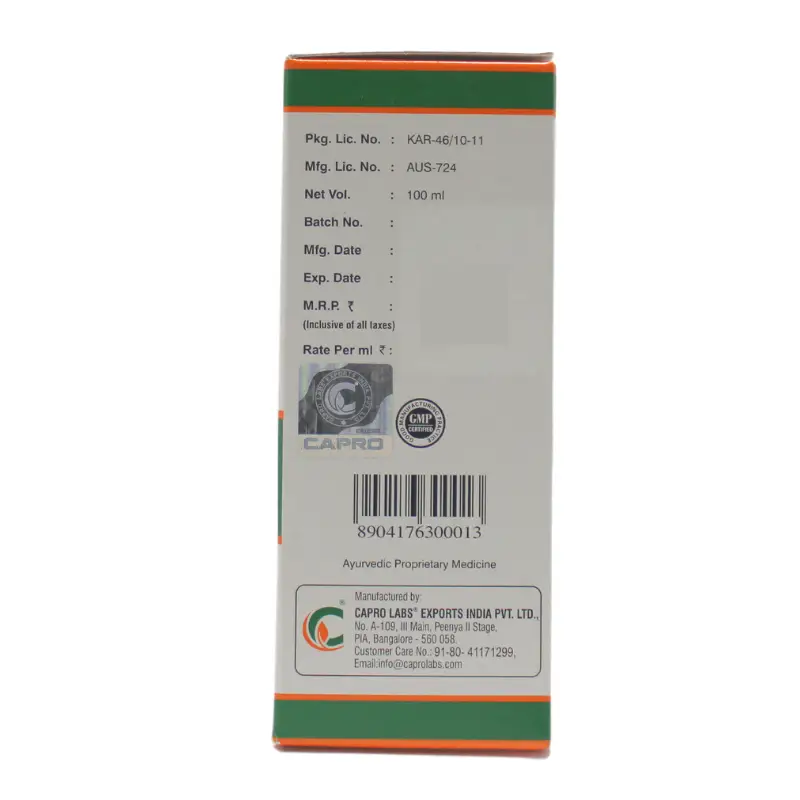 Pkg. Lic. No. : KAR-46/10-11
Mfg. Lic. No. : AUS-724
Net Vol. : 100 ml
Batch No. :
Mfg. Date :
Exp. Date :
M.R.P. ₹ :
(Inclusive of all taxes)
Rate Per ml ₹ :
CAPRO
GOOD MANUFACTURING PRACTICE
GMP
CERTIFIED
8904176300013
Ayurvedic Proprietary Medicine
Manufactured by:
CAPRO LABS® EXPORTS INDIA PVT. LTD.,
No. A-109, III Main, Peenya II Stage,
PIA, Bangalore - 560 058.
Customer Care No.: 91-80- 41171299,
Email:info@caprolabs.com